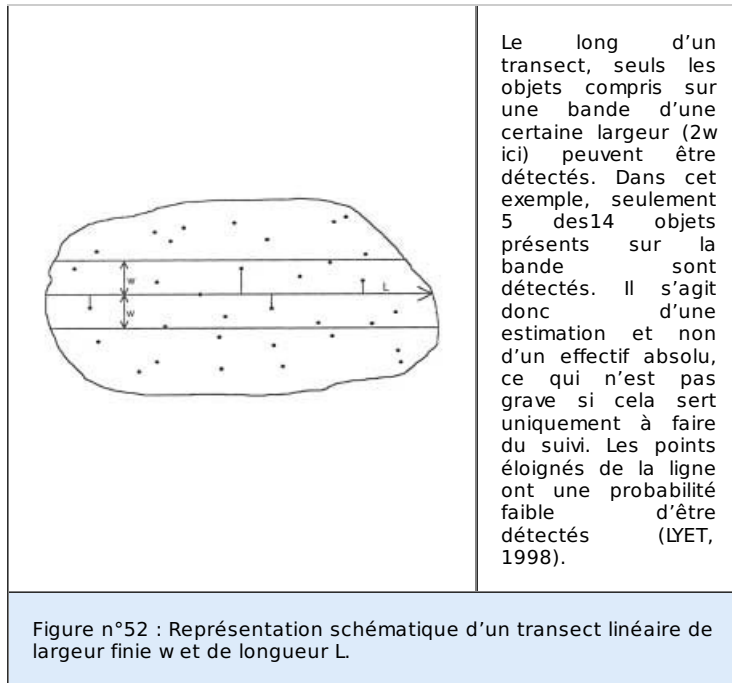 w
L
w
Le long d’un
transect, seuls les
objets compris sur
une bande d’une
certaine largeur (2w
ici) peuvent être
détectés. Dans cet
exemple, seulement
5 des14 objets
présents sur la
bande sont
détectés. Il s’agit
donc d’une
estimation et non
d’un effectif absolu,
ce qui n’est pas
grave si cela sert
uniquement à faire
du suivi. Les points
éloignés de la ligne
ont une probabilité
faible d’être
détectés (LYET,
1998).
Figure n°52 : Représentation schématique d’un transect linéaire de
largeur finie w et de longueur L.